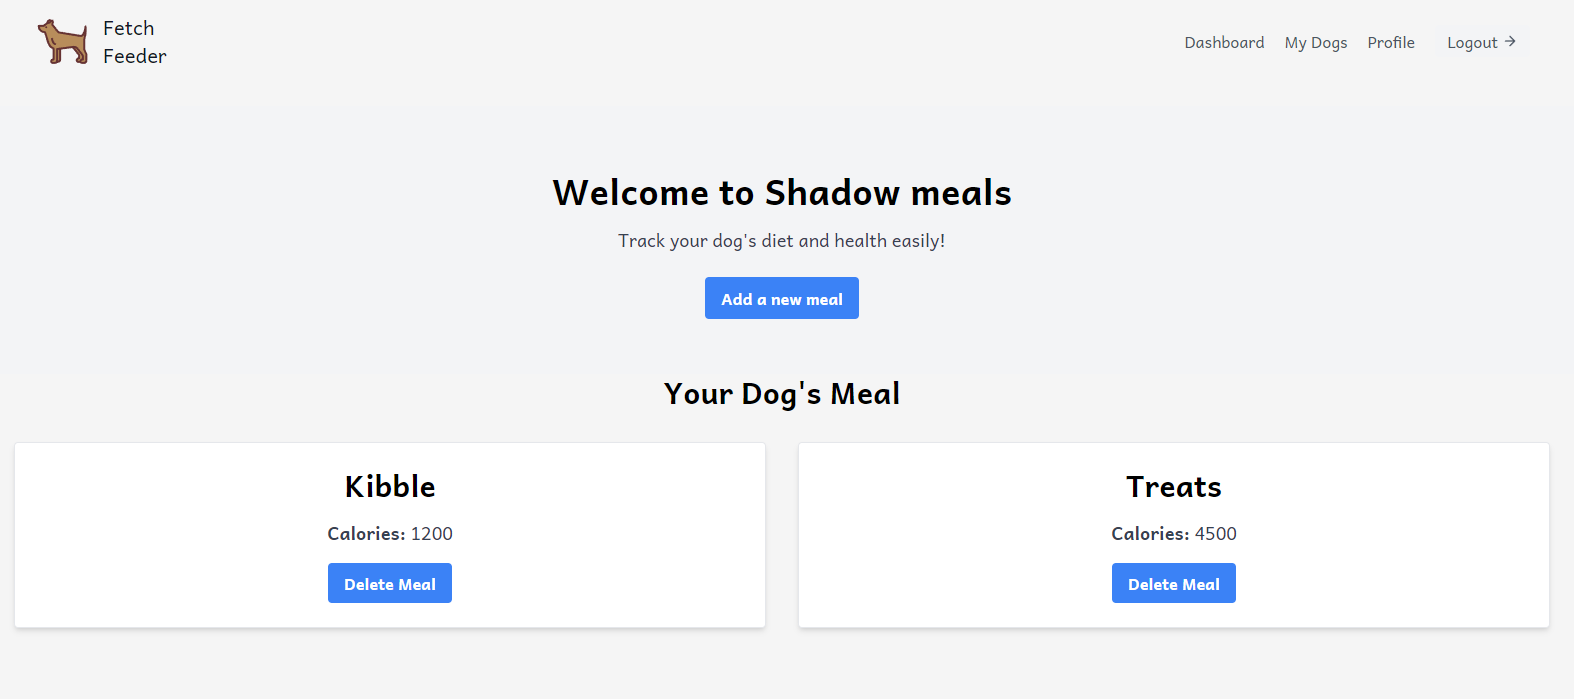 Fetch
Feeder
Dashboard My Dogs Profile Logout →
Welcome to Shadow meals
Track your dog's diet and health easily!
Add a new meal
Your Dog's Meal
Kibble
Calories: 1200
Delete Meal
Treats
Calories: 4500
Delete Meal